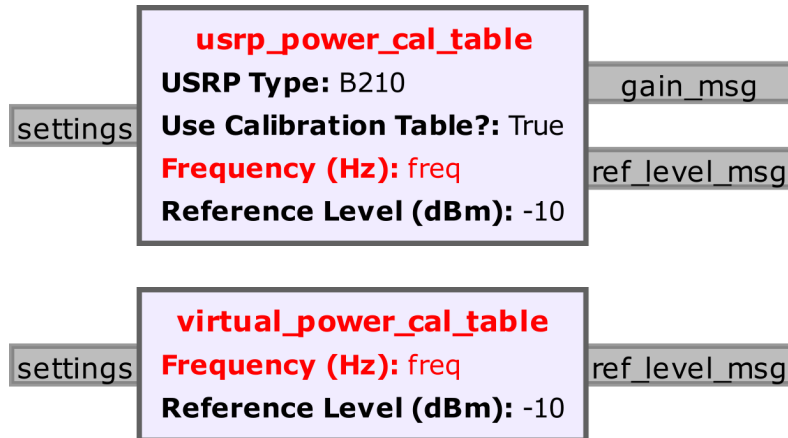 usrp_power_cal_table
USRP Type: B210
gain_msg
settings
Use Calibration Table?: True
Frequency (Hz): freq
ref_level_msg
Reference Level (dBm): -10
virtual_power_cal_table
settings
Frequency (Hz): freq
ref_level_msg
Reference Level (dBm): -10